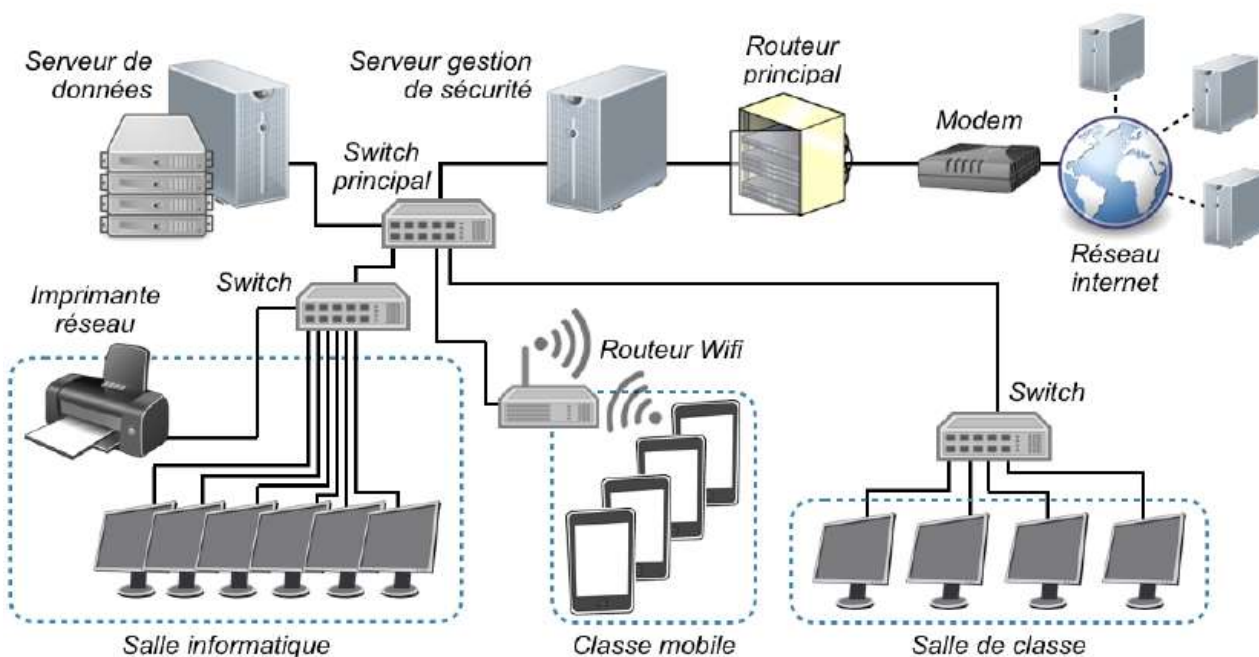 Serveur de
données
Serveur gestion
de sécurité
Routeur
principal
Modem
Switch
principal
Réseau
internet
Switch
Imprimante
réseau
Routeur Wifi
Switch
Salle informatique
Classe mobile
Salle de classe